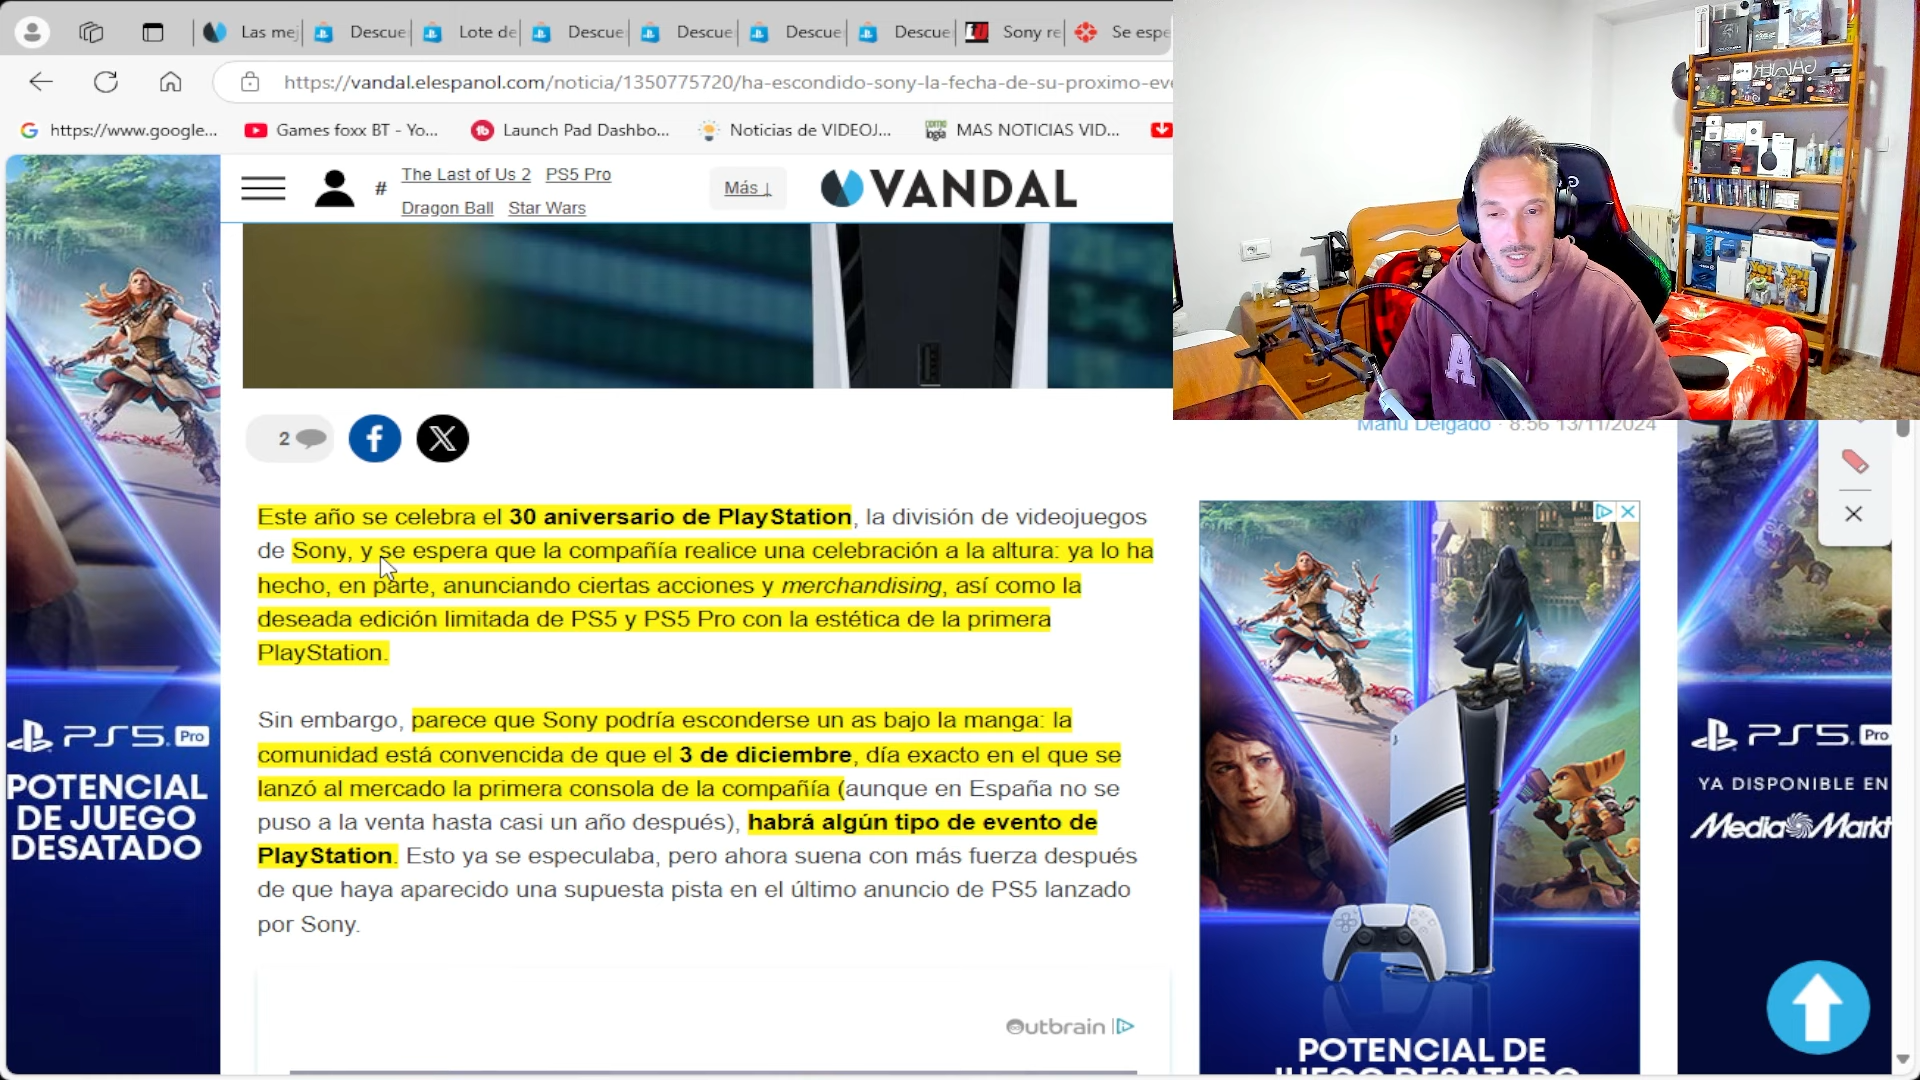 Las mej
Descue
Lote de
Descue
Descue
Descue
Descue
Sony re
Se espe
https://vandal.elespanol.com/noticia/1350775720/ha-escondido-sony-la-fecha-de-su-proximo-eve
https://www.google...
Games foxx BT - Yo...
Launch Pad Dashbo...
Noticias de VIDEOJ...
MAS NOTICIAS VID...
# The Last of Us 2 PS5 Pro
Dragon Ball Star Wars
Más ↓
VANDAL
2
Manu Delgado · 8:56 13/11/2024
Este año se celebra el 30 aniversario de PlayStation, la división de videojuegos
de Sony, y se espera que la compañía realice una celebración a la altura: ya lo ha
hecho, en parte, anunciando ciertas acciones y merchandising, así como la
deseada edición limitada de PS5 y PS5 Pro con la estética de la primera
PlayStation.
Sin embargo, parece que Sony podría esconderse un as bajo la manga: la
comunidad está convencida de que el 3 de diciembre, día exacto en el que se
lanzó al mercado la primera consola de la compañía (aunque en España no se
puso a la venta hasta casi un año después), habrá algún tipo de evento de
PlayStation. Esto ya se especulaba, pero ahora suena con más fuerza después
de que haya aparecido una supuesta pista en el último anuncio de PS5 lanzado
por Sony.
Outbrain
PS5 Pro
POTENCIAL
DE JUEGO
DESATADO
POTENCIAL DE
JUEGO DESATADO
PS5 Pro
YA DISPONIBLE EN
MediaMarkt
A